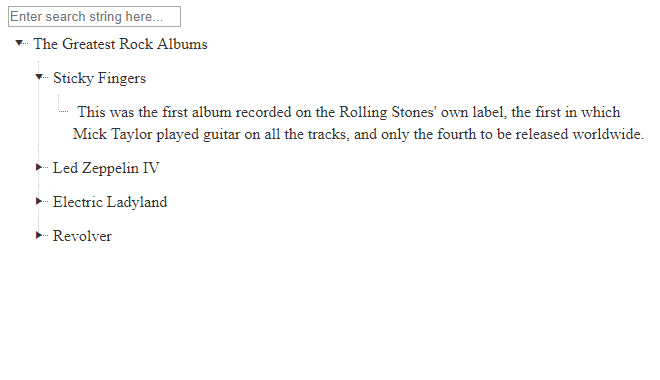 Enter search string here...
The Greatest Rock Albums
Sticky Fingers
This was the first album recorded on the Rolling Stones' own label, the first in which
Mick Taylor played guitar on all the tracks, and only the fourth to be released worldwide.
Led Zeppelin IV
Electric Ladyland
Revolver